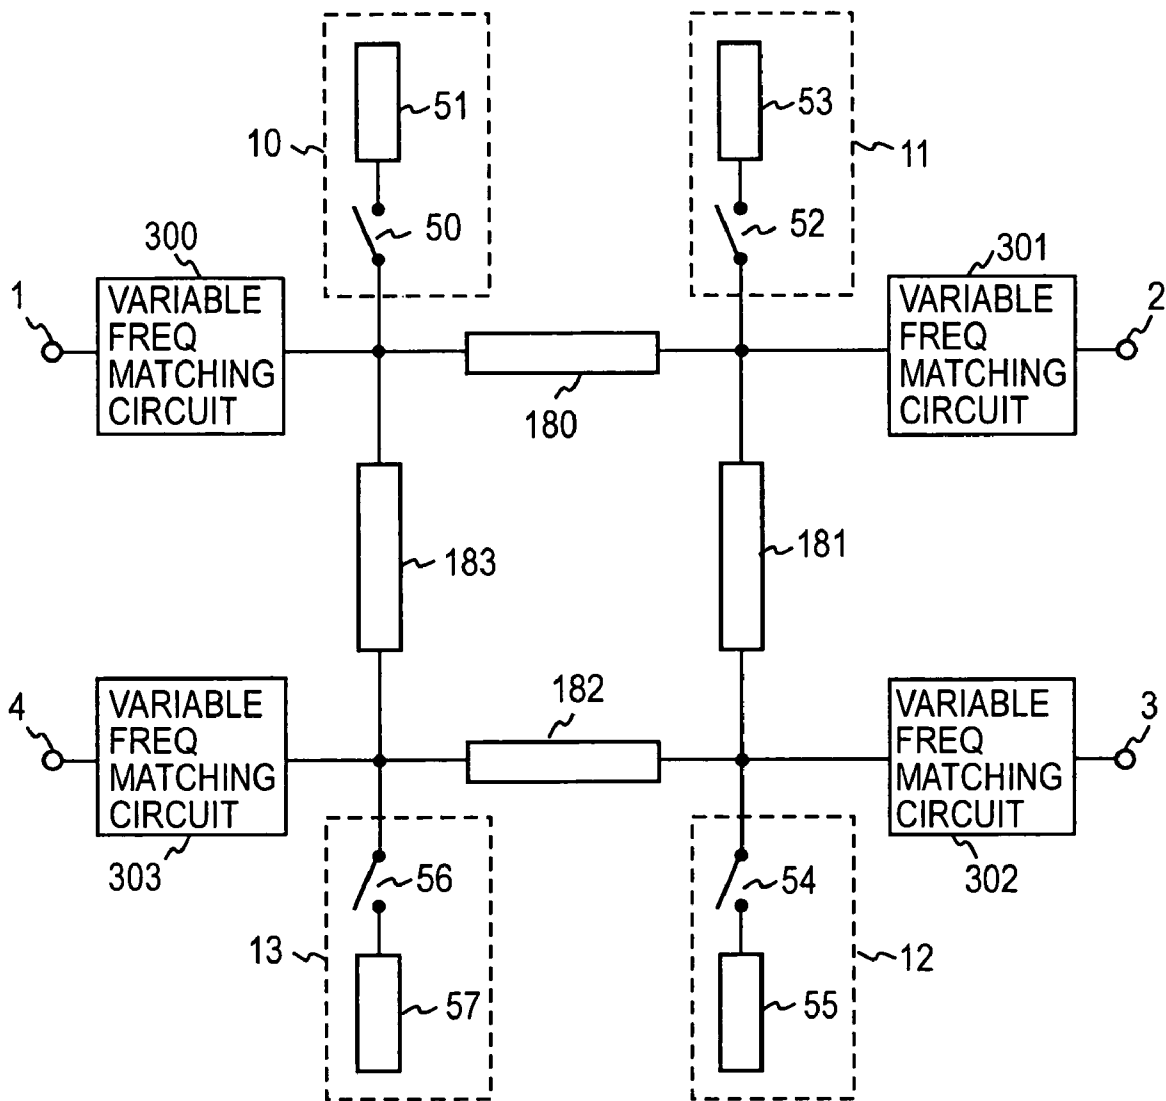 51
53
10
11
50
52
300
301
1
VARIABLE
FREQ
MATCHING
CIRCUIT
VARIABLE
FREQ
MATCHING
CIRCUIT
2
180
183
181
182
4
VARIABLE
FREQ
MATCHING
CIRCUIT
VARIABLE
FREQ
MATCHING
CIRCUIT
3
303
302
56
54
13
12
57
55